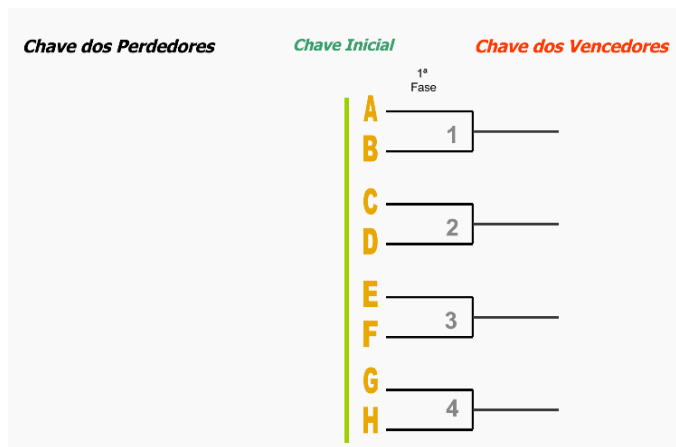 Chave dos Perdedores
Chave Inicial
Chave dos Vencedores
1ª
Fase
A
1
B
C
2
D
E
3
F
G
4
H